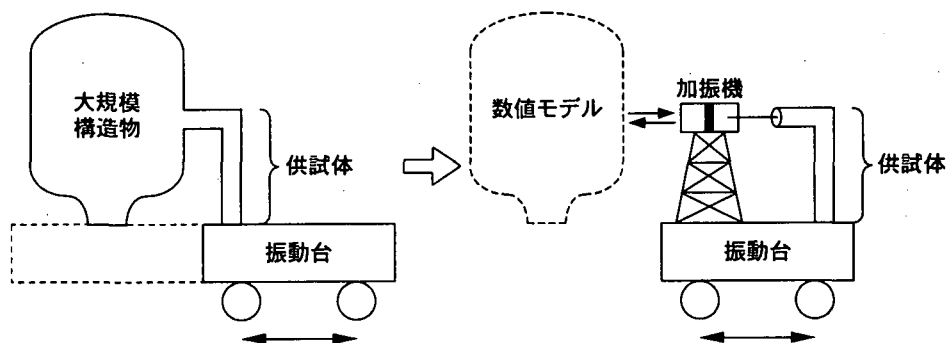 大規模
構造物
供試体
振動台
数値モデル
加振機
供試体
振動台